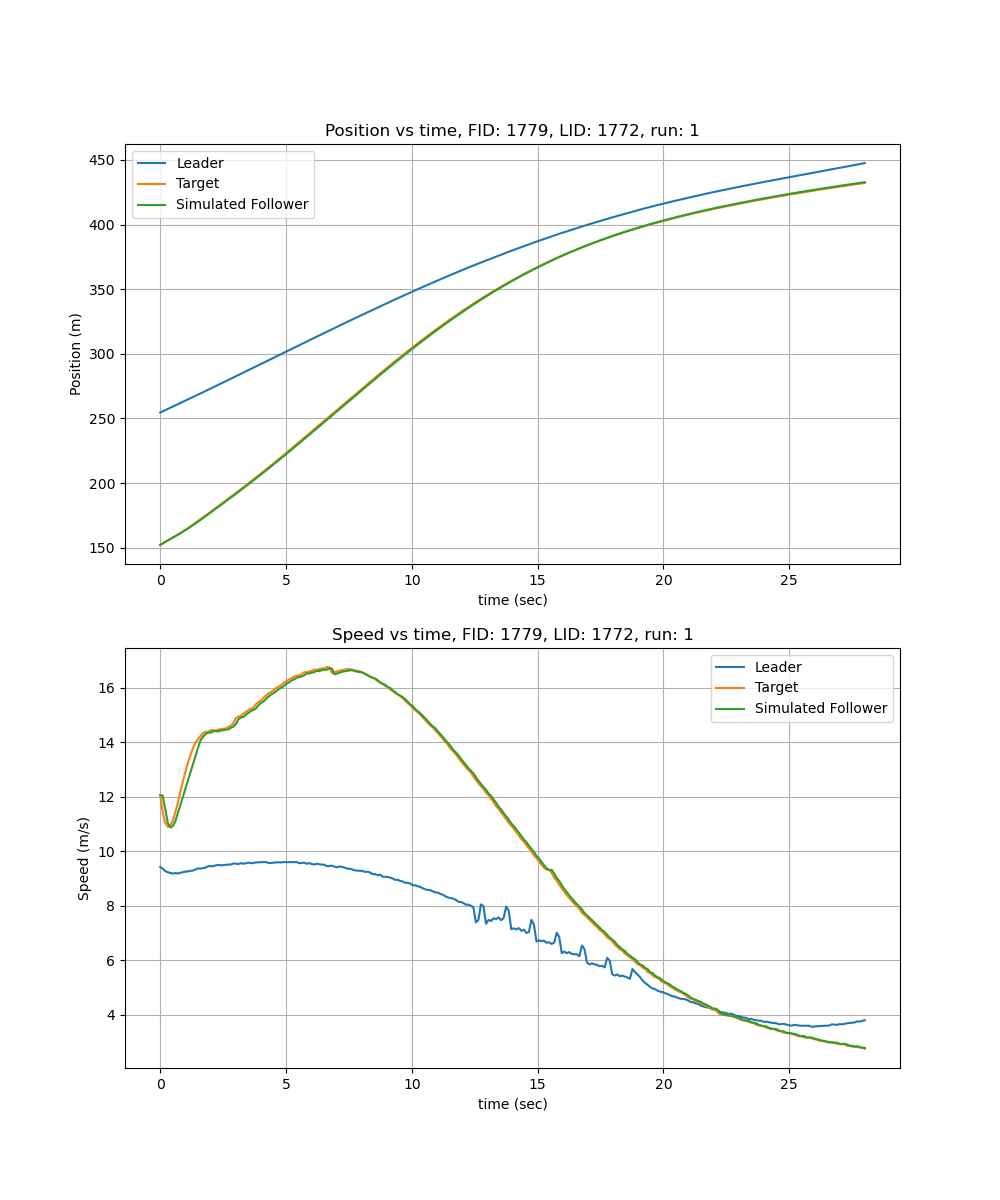 Position vs time, FID: 1779, LID: 1772, run: 1
Leader
Target
Simulated Follower
450
400
350
300
250
200
150
Position (m)
0 5 10 15 20 25
time (sec)
Speed vs time, FID: 1779, LID: 1772, run: 1
Leader
Target
Simulated Follower
16
14
12
10
8
6
4
Speed (m/s)
0 5 10 15 20 25
time (sec)